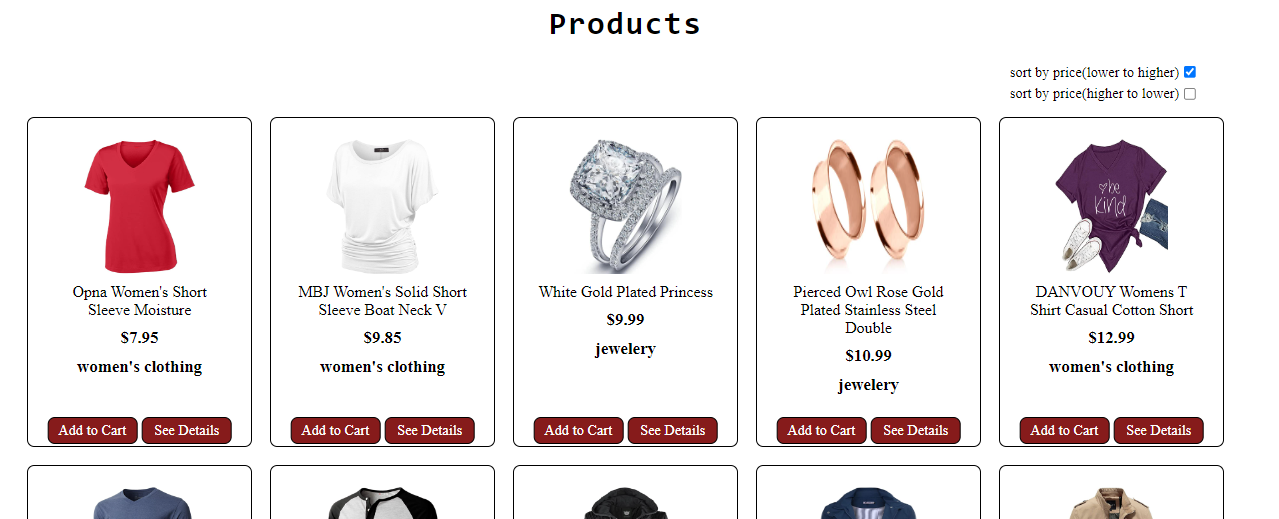 Products
sort by price(lower to higher)
sort by price(higher to lower)
Opna Women's Short
Sleeve Moisture
$7.95
women's clothing
Add to Cart See Details
MBJ Women's Solid Short
Sleeve Boat Neck V
$9.85
women's clothing
Add to Cart See Details
White Gold Plated Princess
$9.99
jewelery
Add to Cart See Details
Pierced Owl Rose Gold
Plated Stainless Steel
Double
$10.99
jewelery
Add to Cart See Details
be
kind
DANVOUY Womens T
Shirt Casual Cotton Short
$12.99
women's clothing
Add to Cart See Details